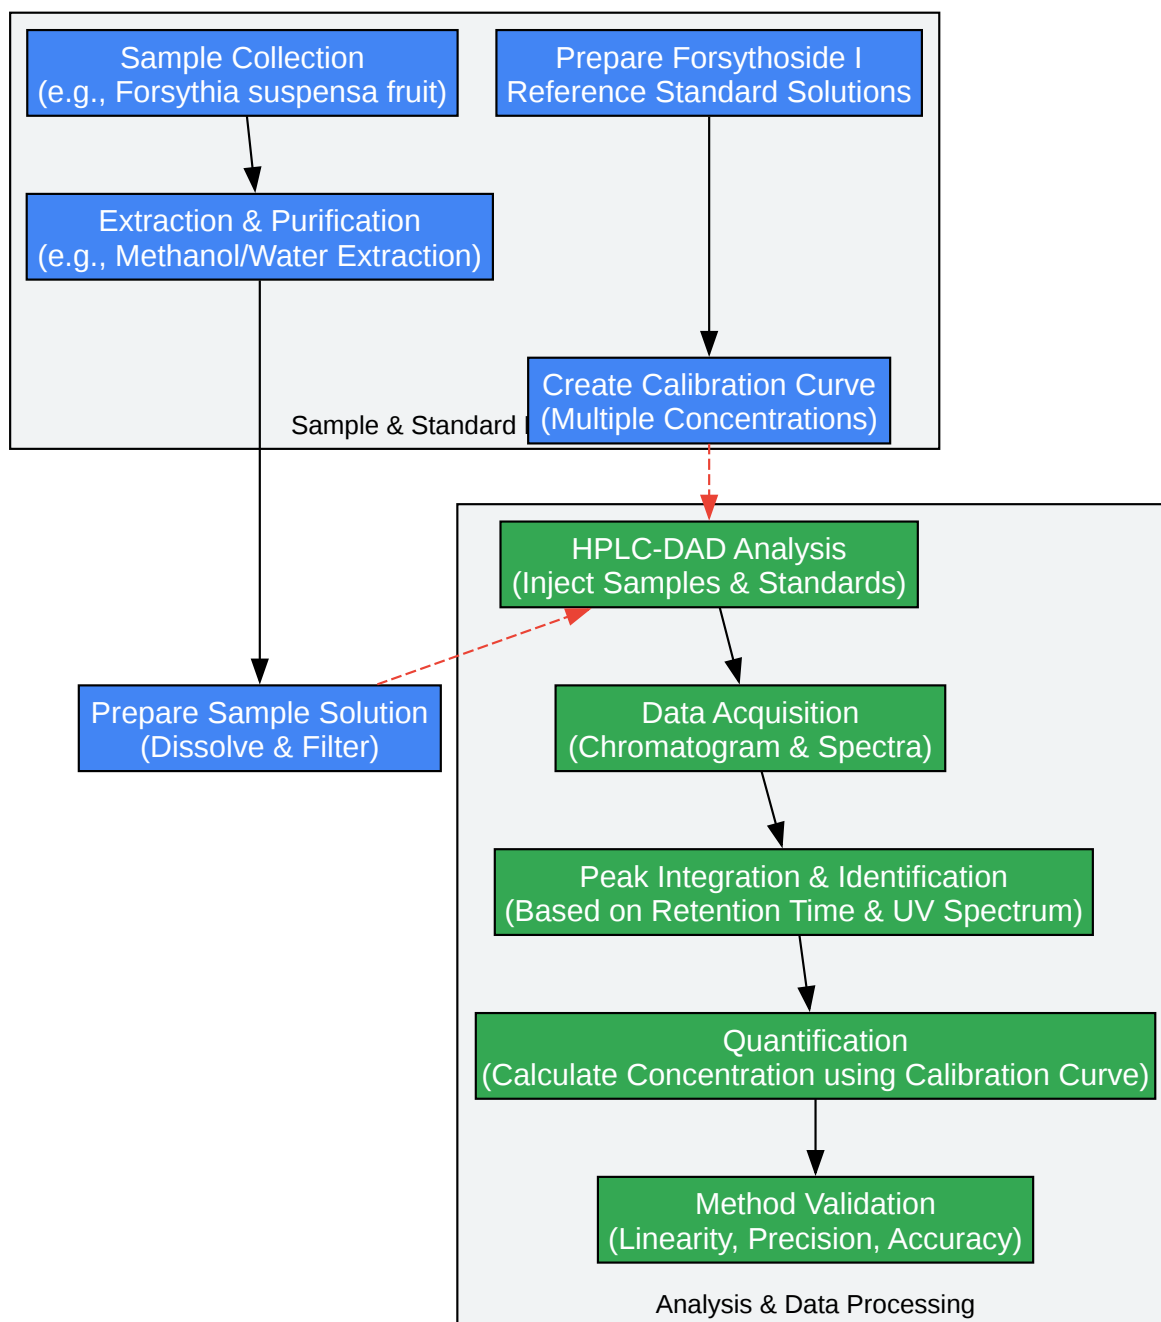 Sample Collection
(e.g., Forsythia suspensa fruit)
Prepare Forsythoside I
Reference Standard Solutions
Extraction & Purification
(e.g., Methanol/Water Extraction)
Create Calibration Curve
(Multiple Concentrations)
Sample & Standard
HPLC-DAD Analysis
(Inject Samples & Standards)
Prepare Sample Solution
(Dissolve & Filter)
Data Acquisition
(Chromatogram & Spectra)
Peak Integration & Identification
(Based on Retention Time & UV Spectrum)
Quantification
(Calculate Concentration using Calibration Curve)
Method Validation
(Linearity, Precision, Accuracy)
Analysis & Data Processing